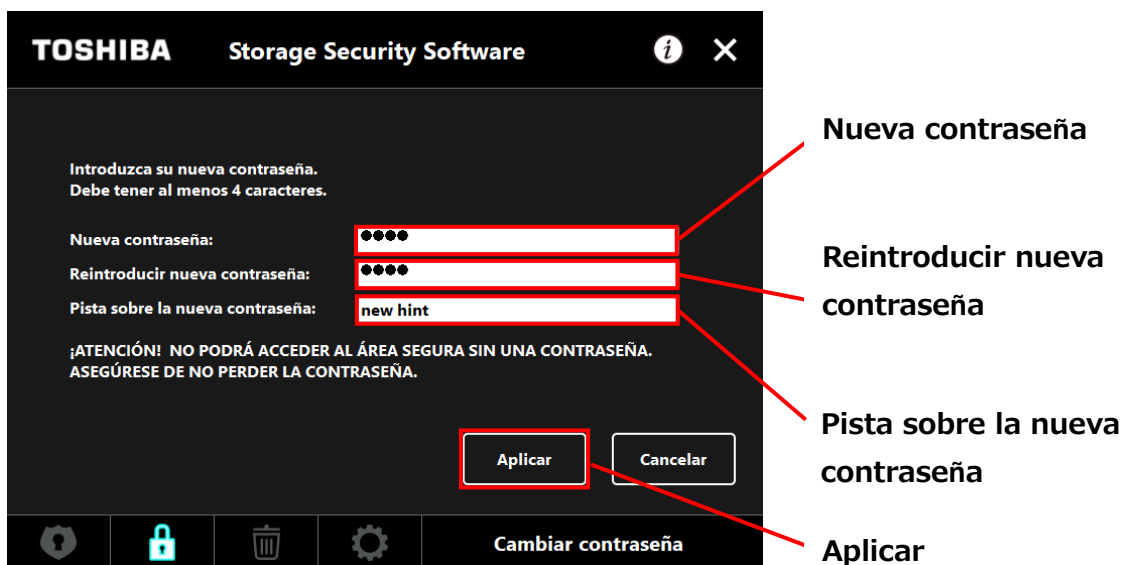 TOSHIBA Storage Security Software
Introduzca su nueva contraseña.
Debe tener al menos 4 caracteres.
Nueva contraseña:
Reintroducir nueva contraseña:
Pista sobre la nueva contraseña: new hint
¡ATENCIÓN! NO PODRÁ ACCEDER AL ÁREA SEGURA SIN UNA CONTRASEÑA.
ASEGÚRESE DE NO PERDER LA CONTRASEÑA.
Aplicar Cancelar
Cambiar contraseña
Nueva contraseña
Reintroducir nueva
contraseña
Pista sobre la nueva
contraseña
Aplicar